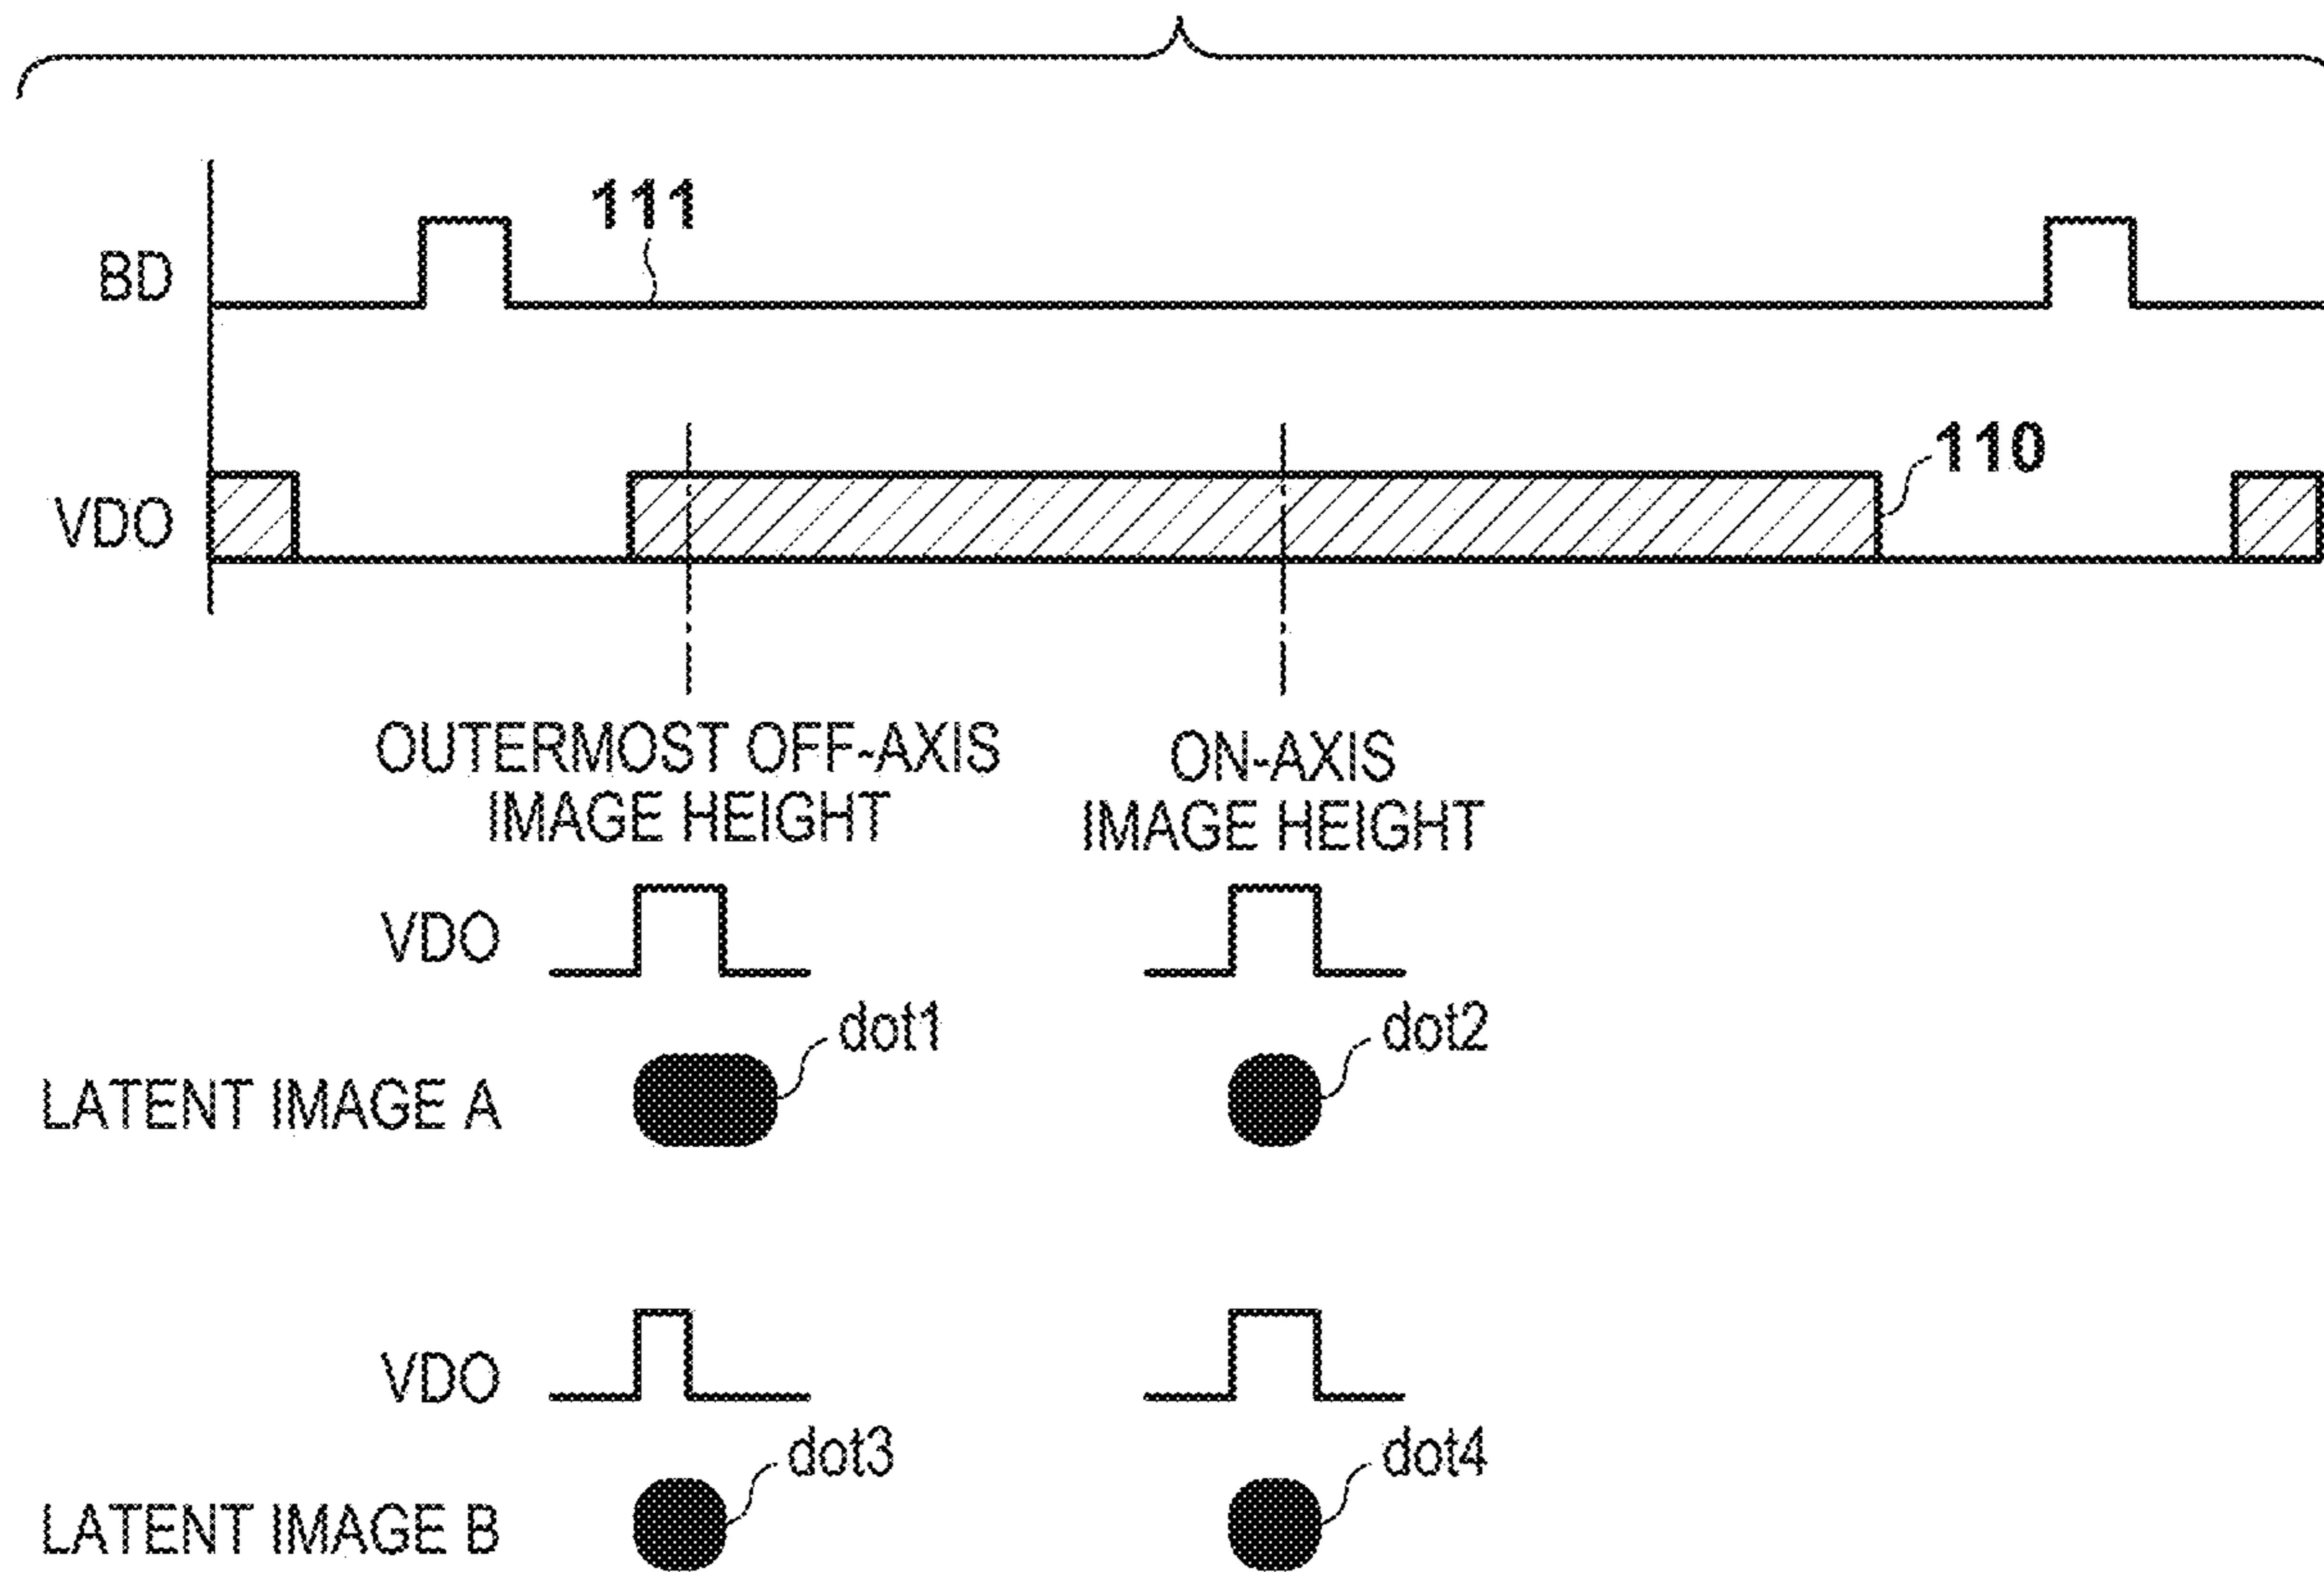 111
BD
110
VDO
OUTERMOST OFF-AXIS
IMAGE HEIGHT
ON-AXIS
IMAGE HEIGHT
VDO
dot1
dot2
LATENT IMAGE A
VDO
dot3
dot4
LATENT IMAGE B